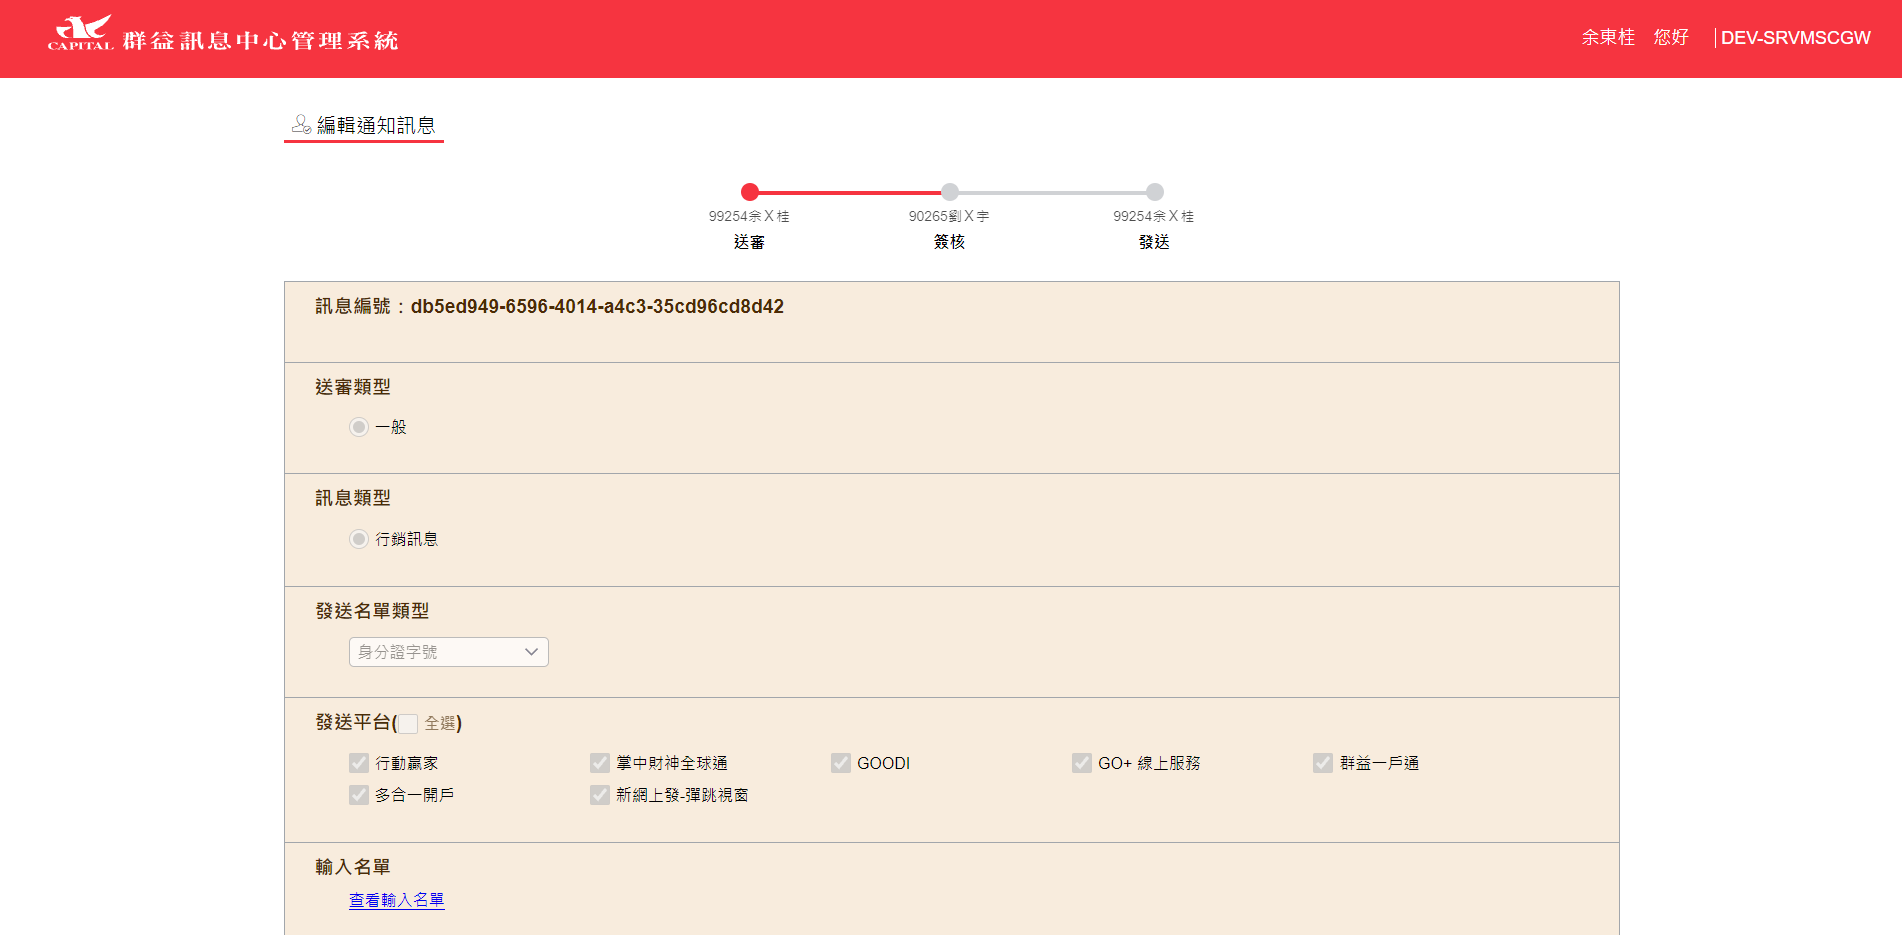 CAPITAL 群益訊息中心管理系統
余東桂 您好 DEV-SRVMSCGW
編輯通知訊息
99254余X桂 90265劉X宇 99254余X桂
送審 簽核 發送
訊息編號：db5ed949-6596-4014-a4c3-35cd96cd8d42
送審類型
一般
訊息類型
行銷訊息
發送名單類型
身分證字號
發送平台( 全選)
行動贏家 掌中財神全球通 GOODI GO+ 線上服務 群益一戶通
多合一開戶 新網上發-彈跳視窗
輸入名單
查看輸入名單